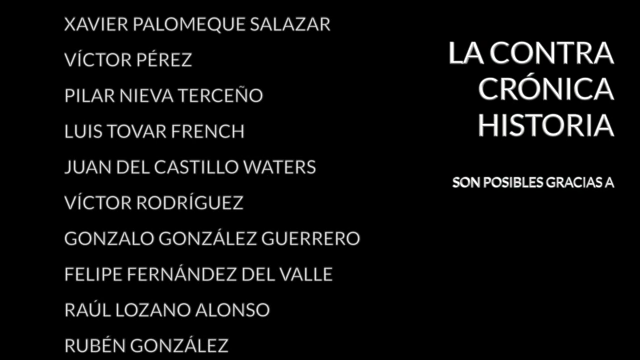 XAVIER PALOMEQUE SALAZAR
VÍCTOR PÉREZ
PILAR NIEVA TERCEÑO
LUIS TOVAR FRENCH
JUAN DEL CASTILLO WATERS
VÍCTOR RODRÍGUEZ
GONZALO GONZÁLEZ GUERRERO
FELIPE FERNÁNDEZ DEL VALLE
RAÚL LOZANO ALONSO
RUBÉN GONZÁLEZ
LA CONTRA
CRÓNICA
HISTORIA
SON POSIBLES GRACIAS A